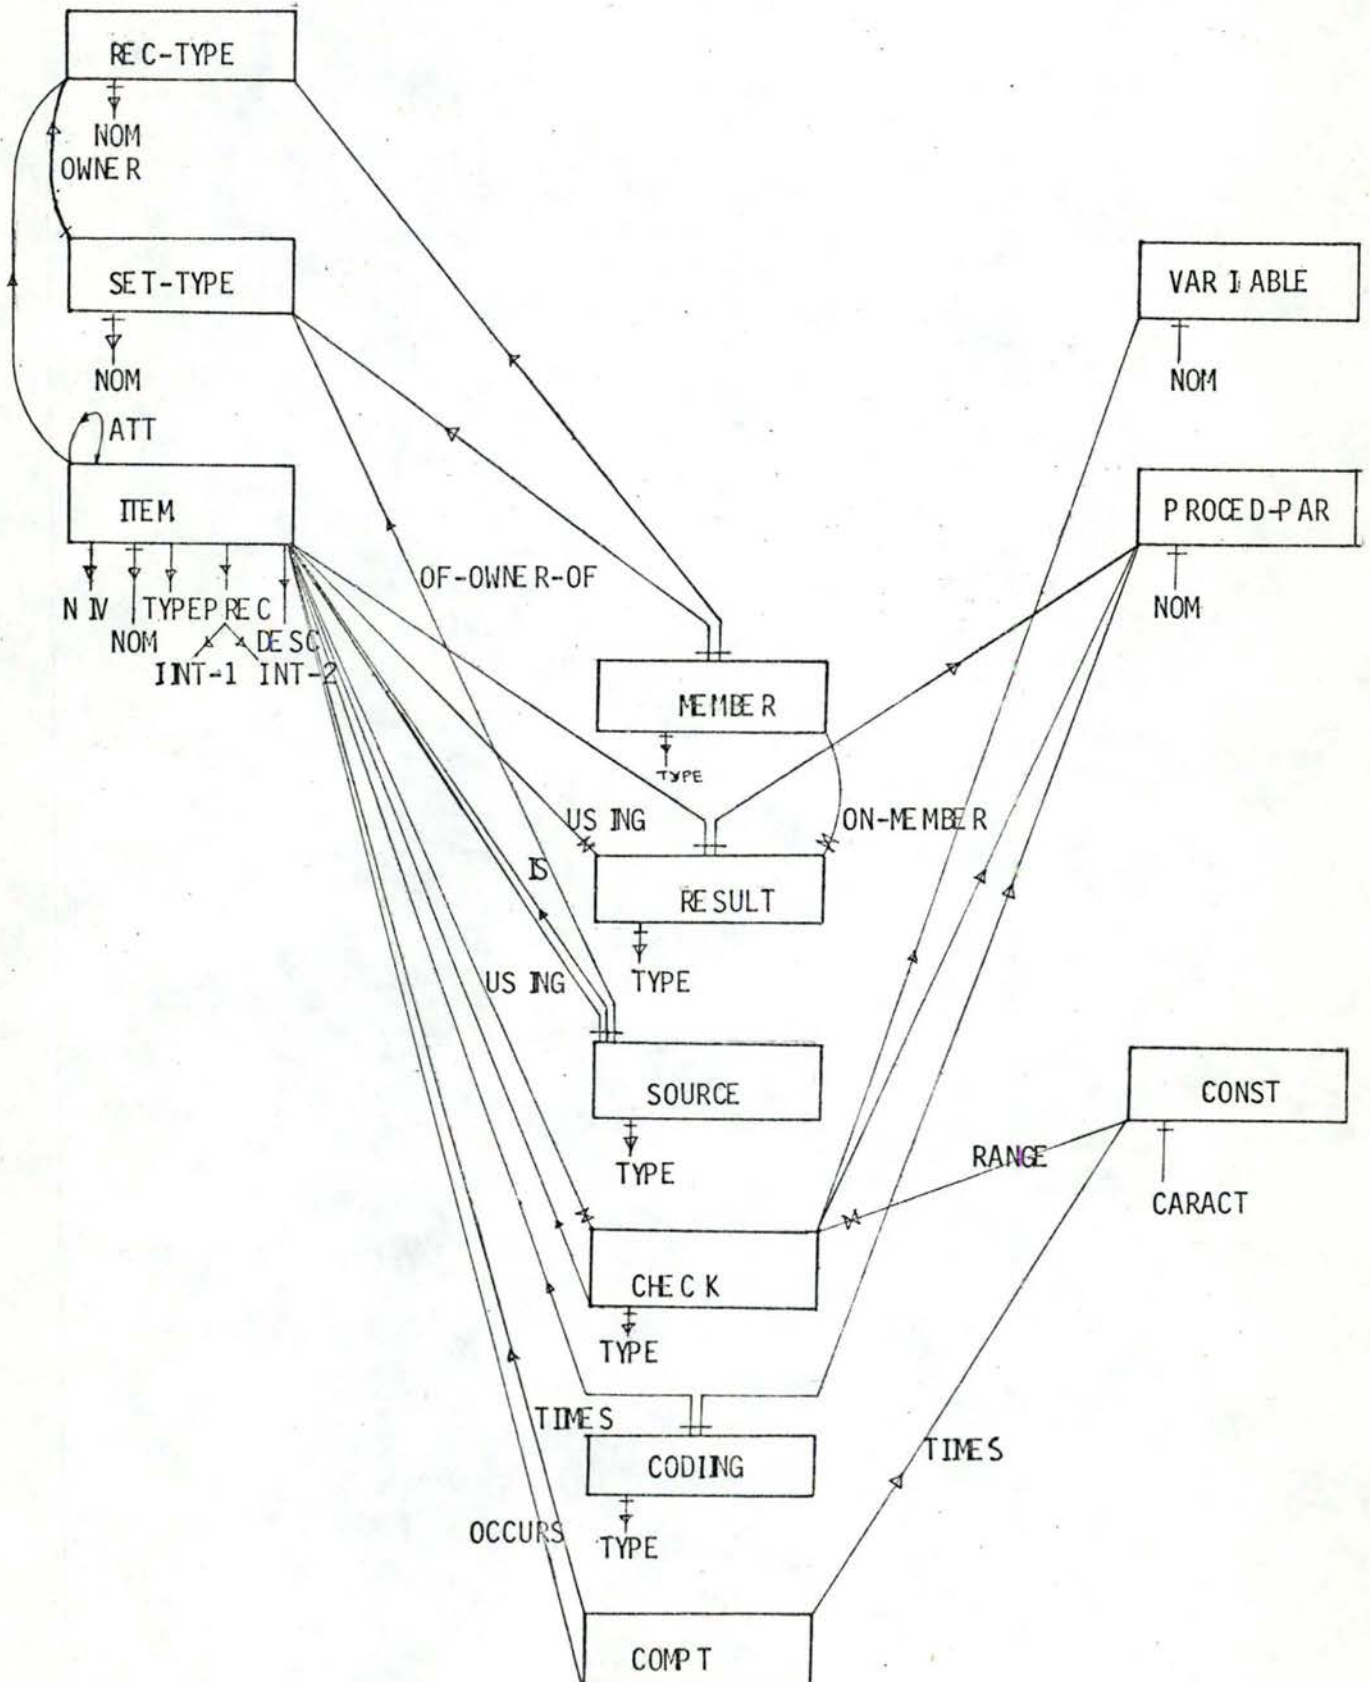 REC-TYPE
NOM
OWNER
SET-TYPE
VARIABLE
NOM
NOM
ATT
ITEM
PROCED-PAR
OF-OWNER-OF
NIV TYPE PREC
NOM DESC
NOM
INT-1 INT-2
MEMBER
TYPE
USING
ON-MEMBER
IS
RESULT
USING
TYPE
SOURCE
CONST
TYPE
RANGE
CARACT
CHECK
TYPE
TIMES
TIMES
CODING
OCCURS
TYPE
COMPT